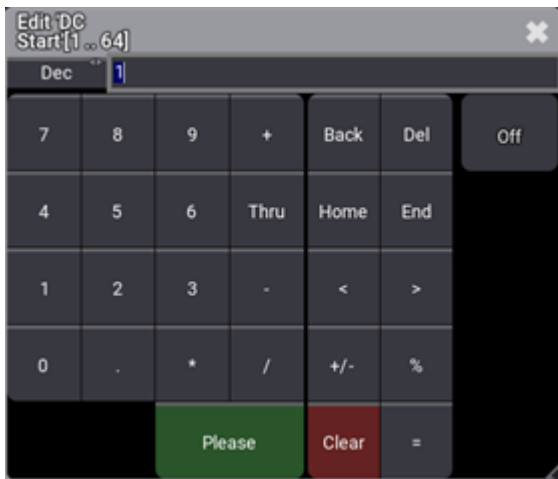 Edit 'DC
Start'[1 .. 64]
Dec 1
7 8 9 + Back Del Off
4 5 6 Thru Home End
1 2 3 - < >
0 . * / +/- %
Please Clear =